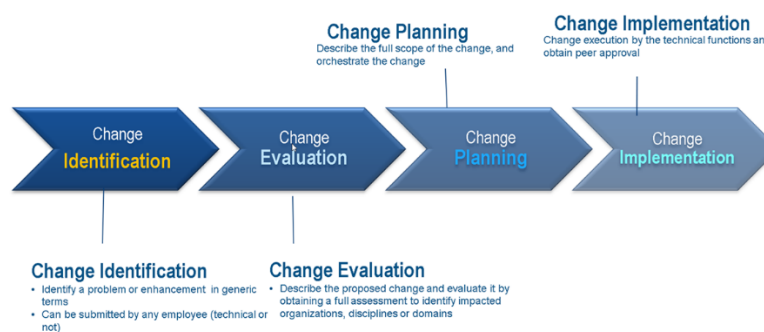 Change Planning
Describe the full scope of the change, and
orchestrate the change
Change Implementation
Change execution by the technical functions an
obtain peer approval
Change
Identification
Change
Evaluation
Change
Planning
Change
Implementation
Change Identification
• Identify a problem or enhancement in generic
terms
• Can be submitted by any employee (technical or
not)
Change Evaluation
• Describe the proposed change and evaluate it by
obtaining a full assessment to identify impacted
organizations, disciplines or domains